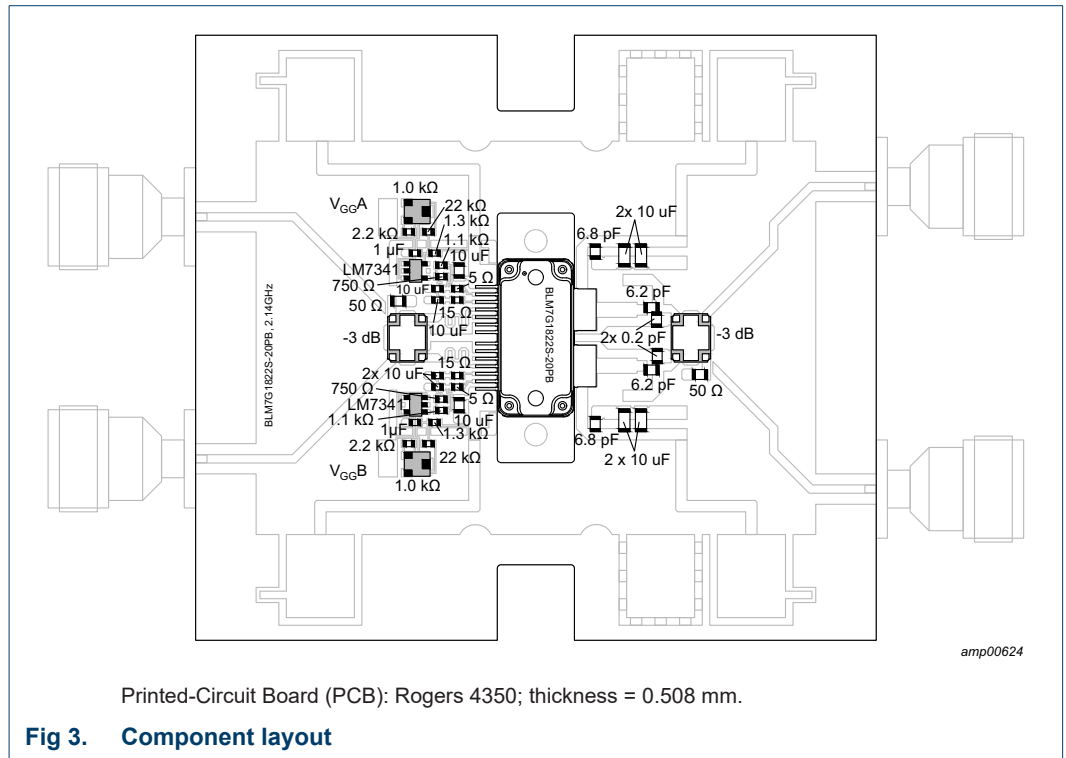 1.0 kΩ
VGGA
22 kΩ
2.2 kΩ
1.3 kΩ
1 µF
1.1 kΩ
10 uF
LM7341
750 Ω
5 Ω
10 uF
50 Ω
15 Ω
10 uF
-3 dB
15 Ω
2x 10 uF
750 Ω
5 Ω
LM7341
1.1 kΩ
10 uF
1µF
1.3 kΩ
2.2 kΩ
22 kΩ
VGGB
1.0 kΩ
BLM7G1822S-20PB, 2.14GHz
BLM7G1822S-20PB
6.8 pF
2x 10 uF
6.2 pF
2x 0.2 pF
-3 dB
6.2 pF
50 Ω
6.8 pF
2 x 10 uF
amp00624
Printed-Circuit Board (PCB): Rogers 4350; thickness = 0.508 mm.
Fig 3. Component layout